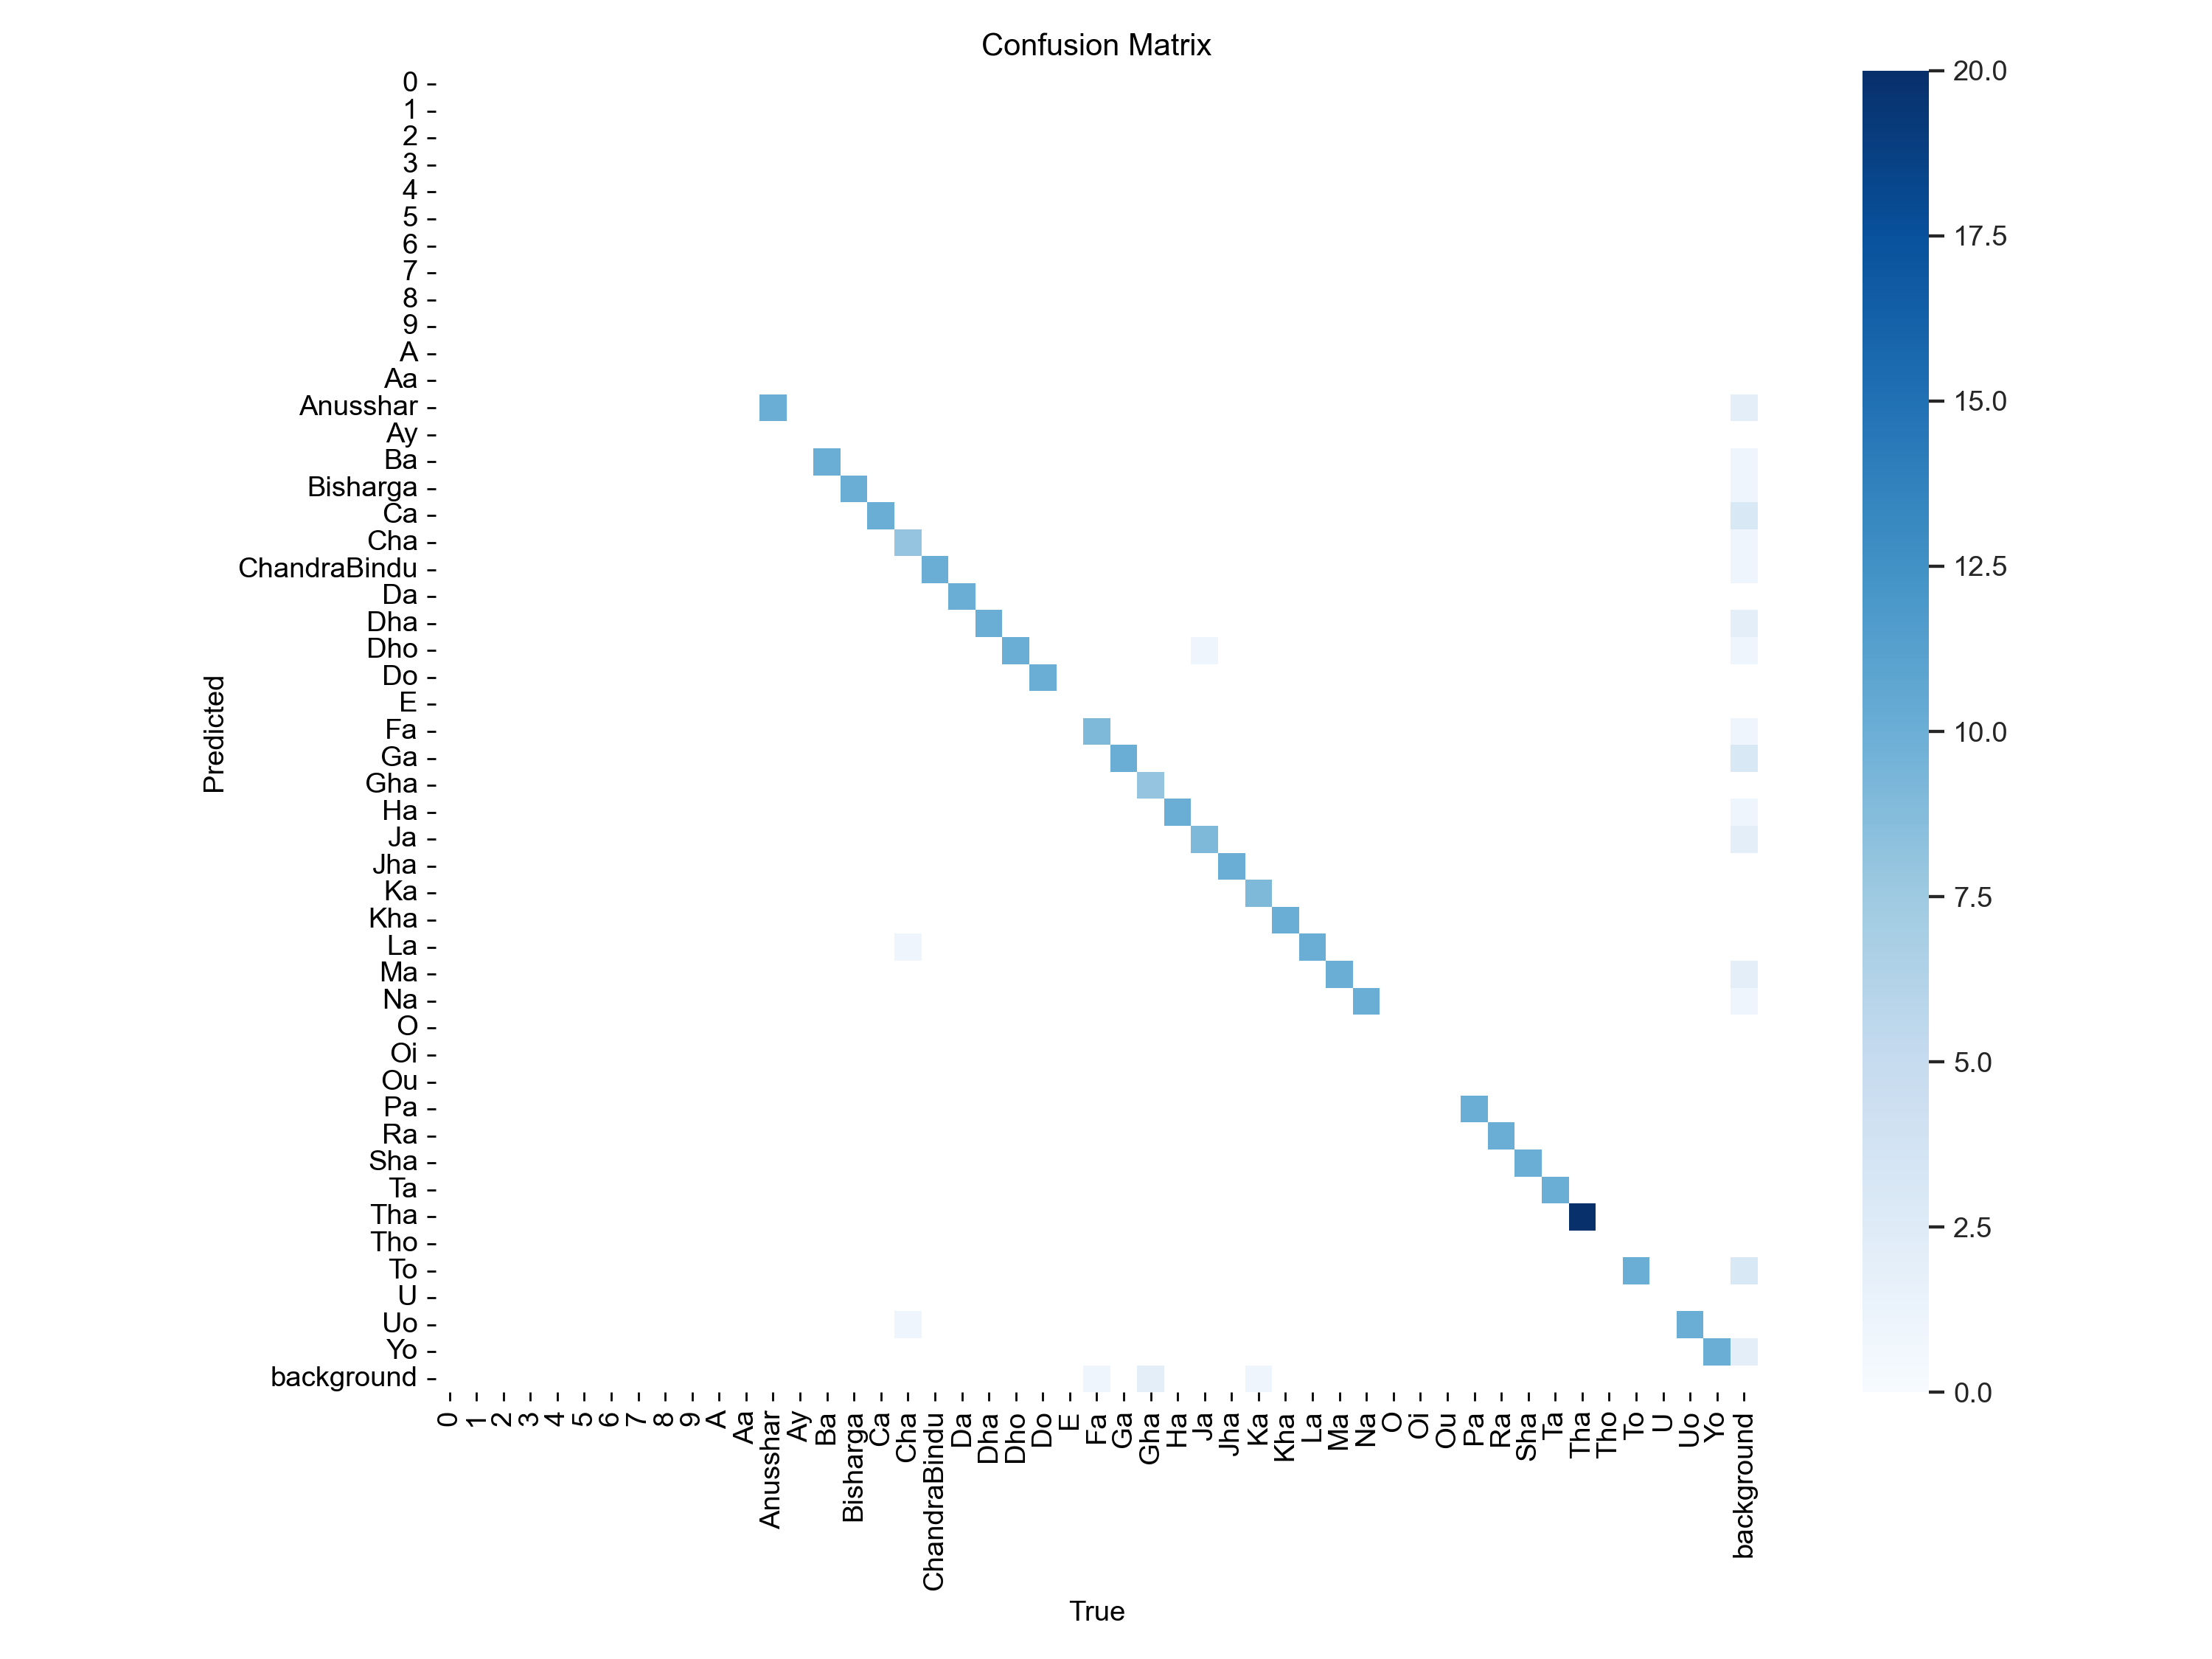 Confusion Matrix
0
1
2
3
4
5
6
7
8
9
A
Aa
Anusshar
Ay
Ba
Bisharga
Ca
Cha
ChandraBindu
Da
Dha
Dho
Do
E
Fa
Ga
Gha
Ha
Ja
Jha
Ka
Kha
La
Ma
Na
O
Oi
Ou
Pa
Ra
Sha
Ta
Tha
Tho
To
U
Uo
Yo
background
Predicted
0
1
2
3
4
5
6
7
8
9
A
Aa
Anusshar
Ay
Ba
Bisharga
Ca
Cha
ChandraBindu
Da
Dha
Dho
Do
E
Fa
Ga
Gha
Ha
Ja
Jha
Ka
Kha
La
Ma
Na
O
Oi
Ou
Pa
Ra
Sha
Ta
Tha
Tho
To
U
Uo
Yo
background
True
20.0
17.5
15.0
12.5
10.0
7.5
5.0
2.5
0.0